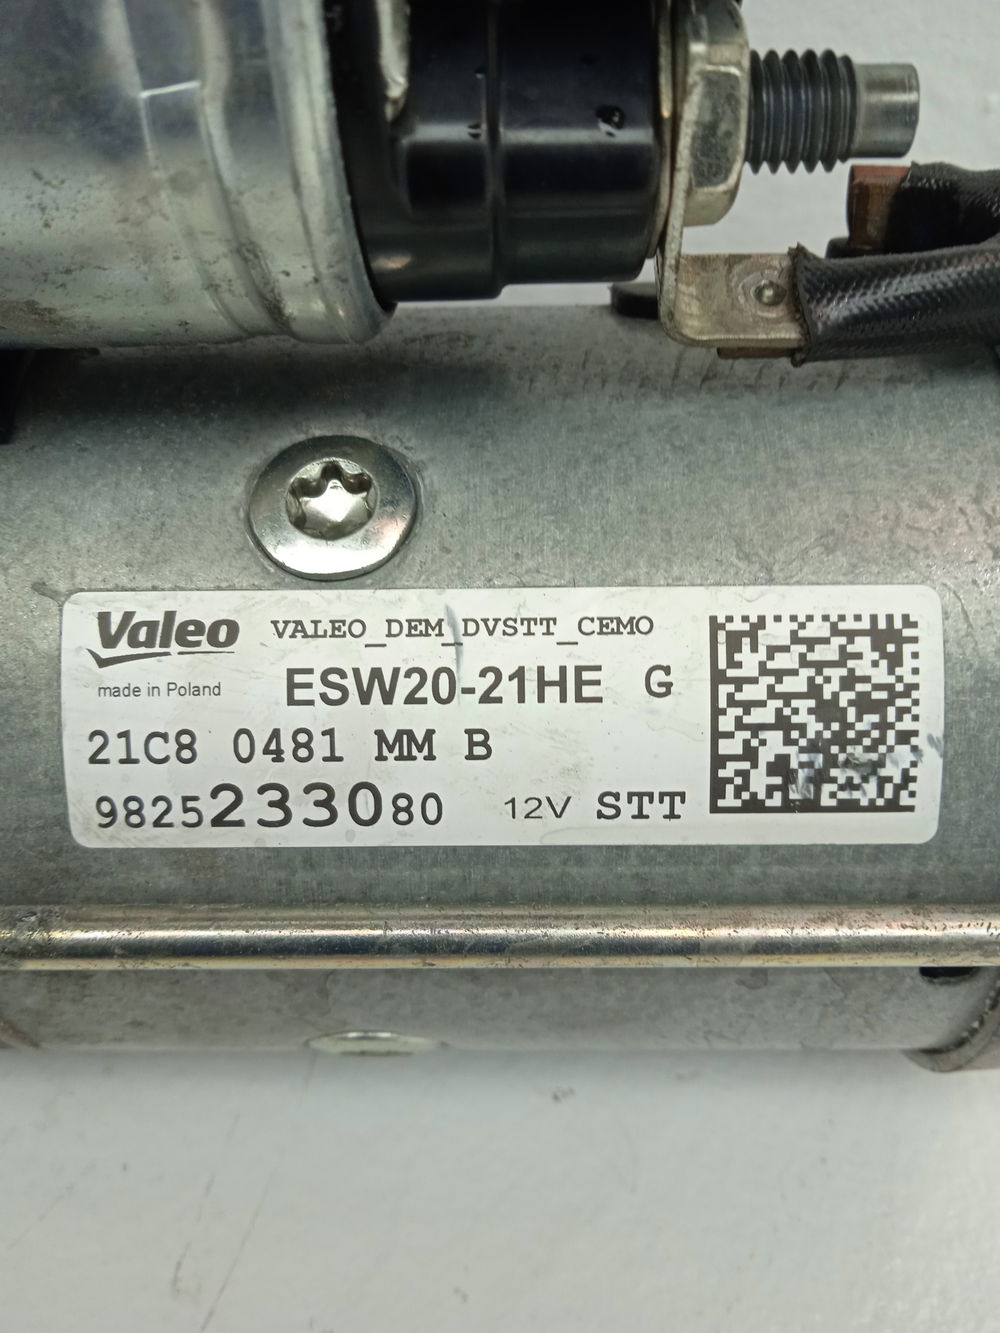 Valeo VALEO_DEM_DVSTT_CEMO
made in Poland ESW20-21HE G
21C8 0481 MM B
9825233080 12V STT